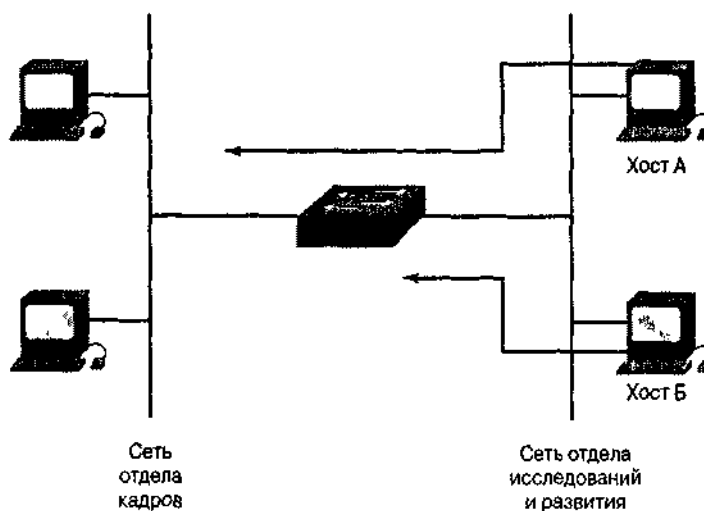 Хост А
Хост Б
Сеть
отдела
кадров
Сеть отдела
исследований
и развития